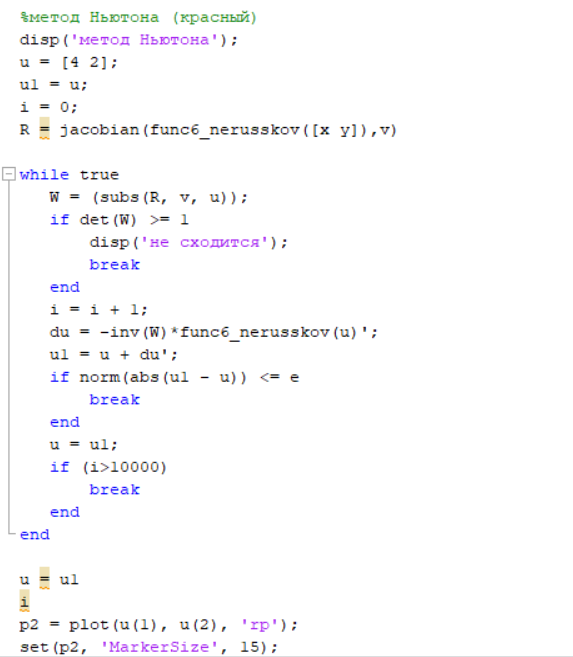 %метод Ньютона (красный)
disp('метод Ньютона');
u = [4 2];
u1 = u;
i = 0;
R = jacobian(func6_nerusskov([x y]),v)
while true
W = (subs(R, v, u));
if det(W) >= 1
disp('не сходится');
break
end
i = i + 1;
du = -inv(W)*func6_nerusskov(u)';
u1 = u + du';
if norm(abs(u1 - u)) <= e
break
end
u = u1;
if (i>10000)
break
end
end
u = u1
i
p2 = plot(u(1), u(2), 'rp');
set(p2, 'MarkerSize', 15);